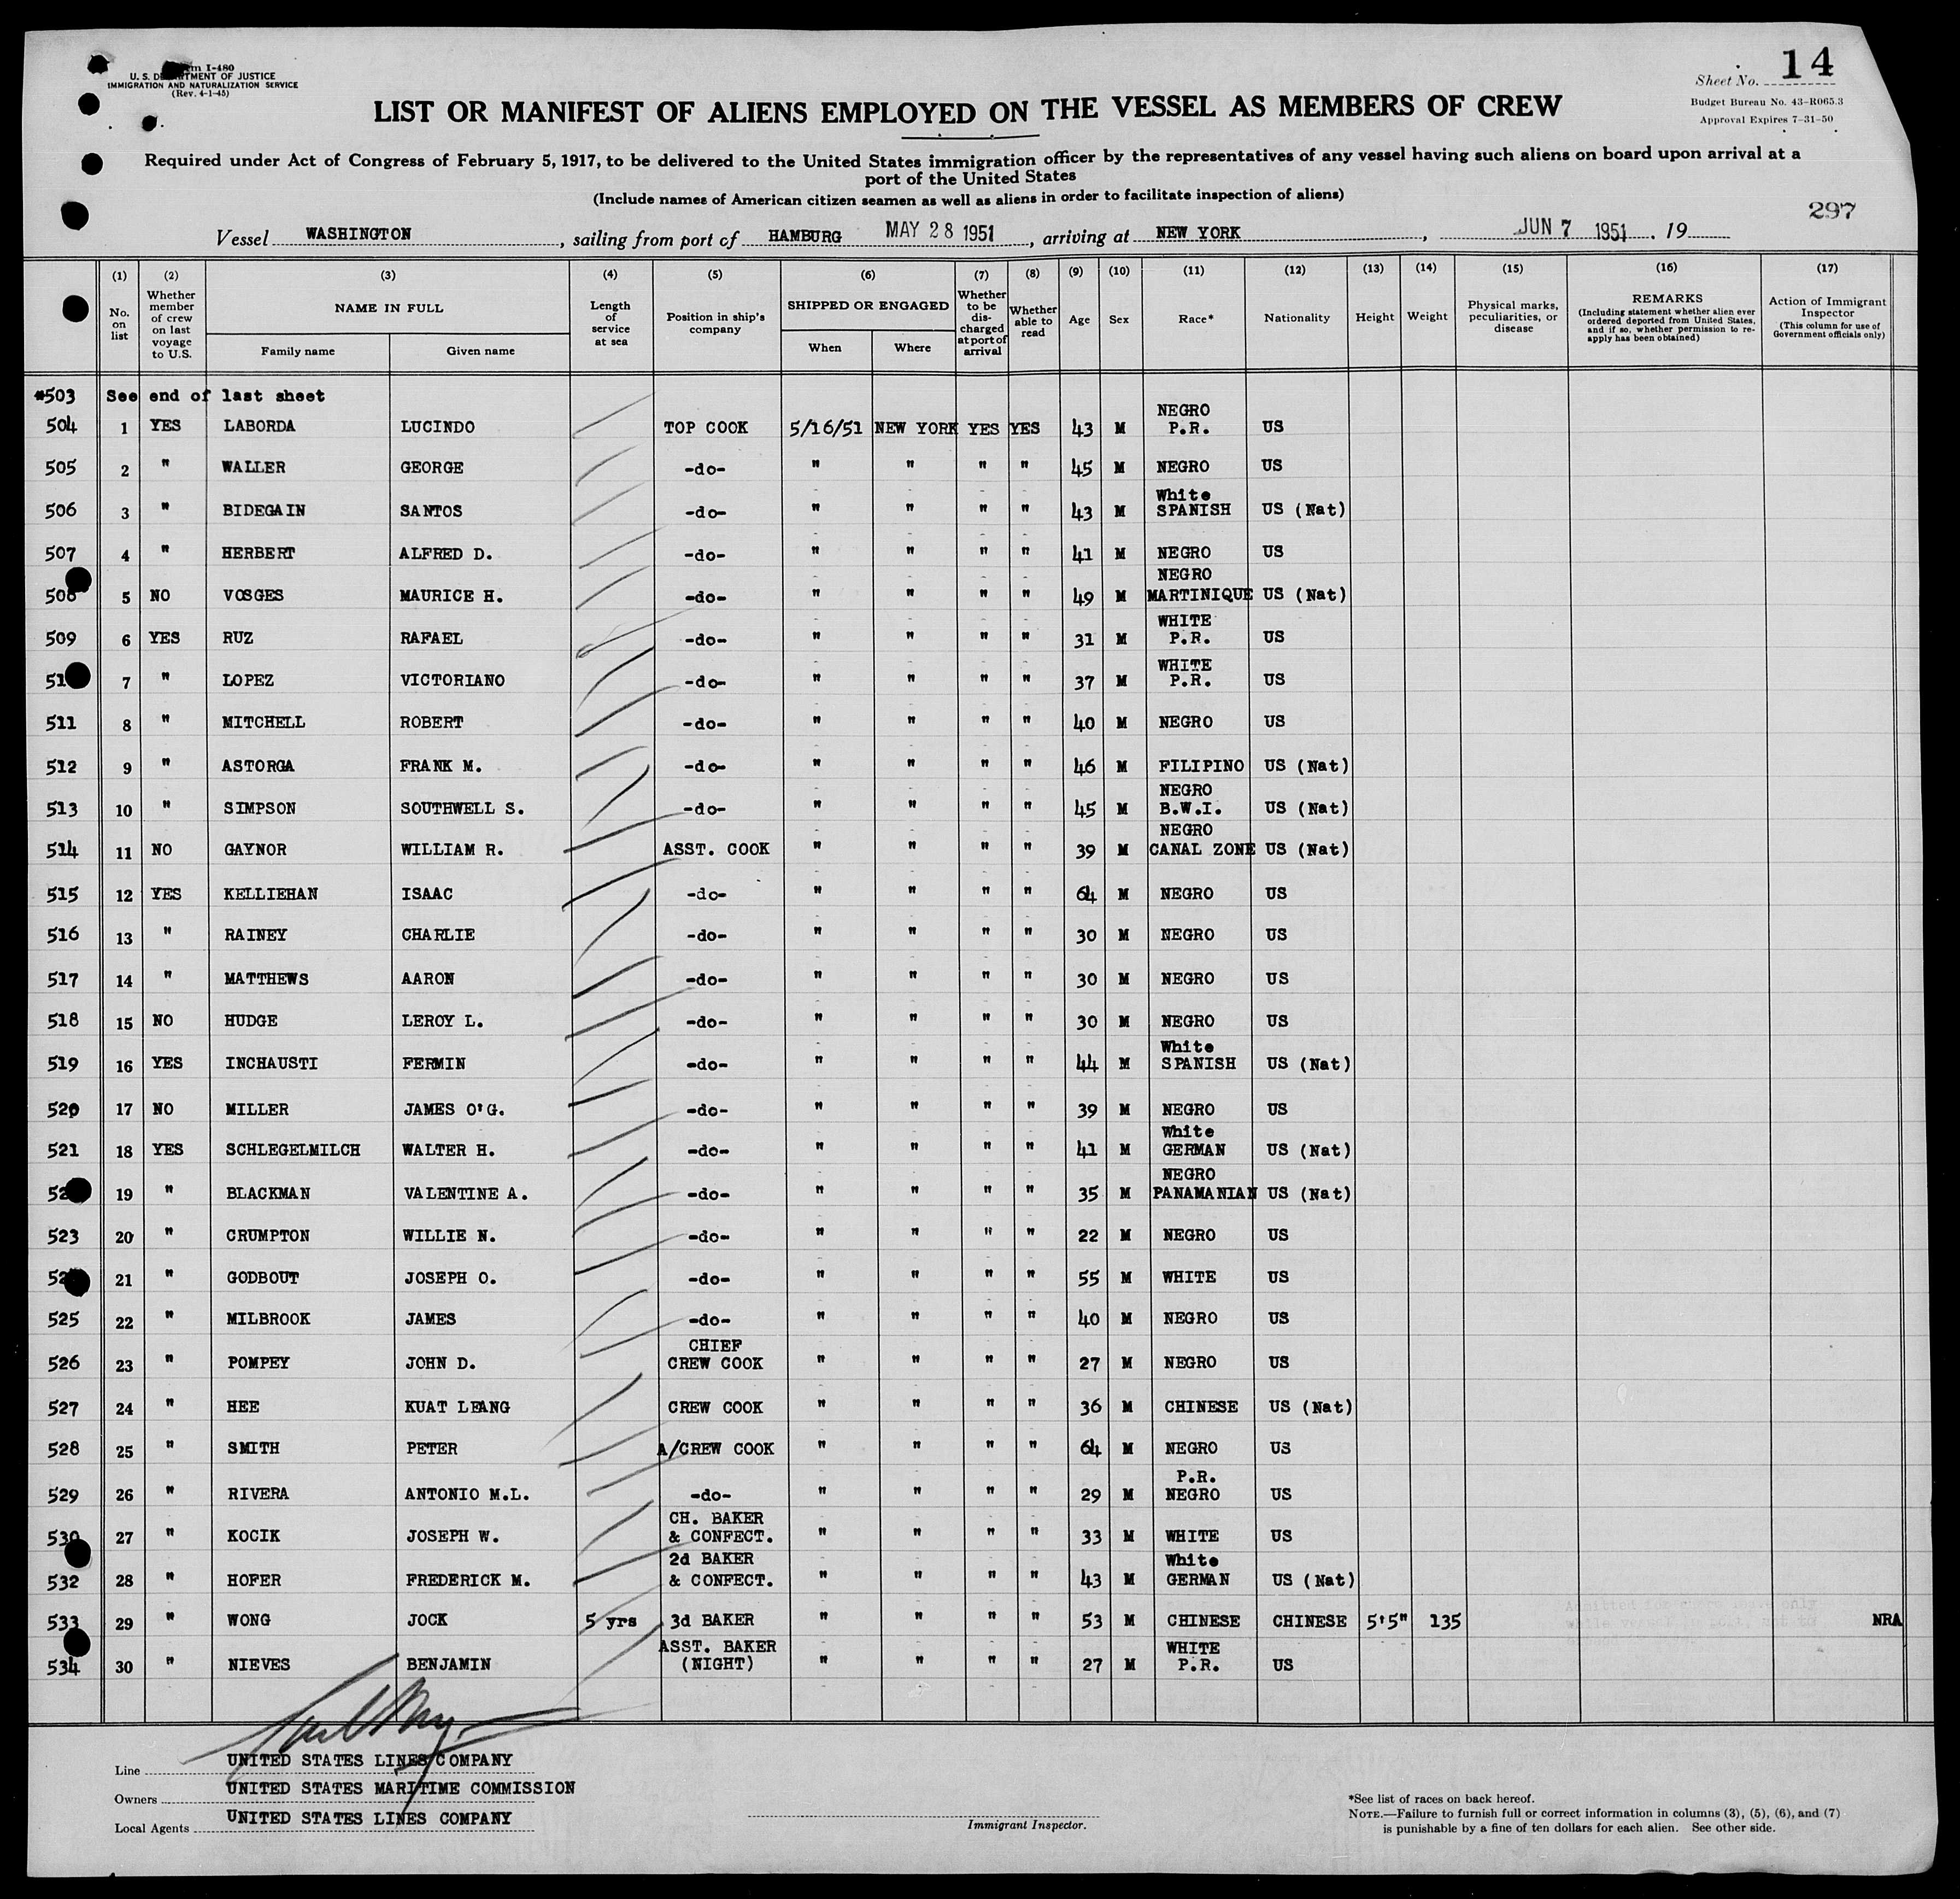 Form I-480
U. S. DEPARTMENT OF JUSTICE
IMMIGRATION AND NATURALIZATION SERVICE
(Rev. 4-1-45)
Sheet No. 14
Budget Bureau No. 43-R065.3
Approval Expires 7-31-50
LIST OR MANIFEST OF ALIENS EMPLOYED ON THE VESSEL AS MEMBERS OF CREW
Required under Act of Congress of February 5, 1917, to be delivered to the United States immigration officer by the representatives of any vessel having such aliens on board upon arrival at a
port of the United States
(Include names of American citizen seamen as well as aliens in order to facilitate inspection of aliens)
297
Vessel WASHINGTON, sailing from port of HAMBURG MAY 28 1951, arriving at NEW YORK, JUN 7 1951. 19
(1) (2) (3) (4) (5) (6) (7) (8) (9) (10) (11) (12) (13) (14) (15) (16) (17)
No. on list
Whether member of crew on last voyage to U.S.
NAME IN FULL
Family name
Given name
Length of service at sea
Position in ship's company
SHIPPED OR ENGAGED
When
Where
Whether to be discharged at port of arrival
Whether able to read
Age
Sex
Race*
Nationality
Height
Weight
Physical marks, peculiarities, or disease
REMARKS
(Including statement whether alien ever ordered deported from United States, and if so, whether permission to re-apply has been obtained)
Action of Immigrant Inspector
(This column for use of Government officials only)
*503 See end of last sheet
504 1 YES LABORDA LUCINDO TOP COOK 5/16/51 NEW YORK YES YES 43 M NEGRO P.R. US
505 2 " WALLER GEORGE -do- " " " " 45 M NEGRO US
506 3 " BIDEGAIN SANTOS -do- " " " " 43 M White SPANISH US (Nat)
507 4 " HERBERT ALFRED D. -do- " " " " 41 M NEGRO US
508 5 NO VOSGES MAURICE H. -do- " " " " 49 M NEGRO MARTINIQUE US (Nat)
509 6 YES RUZ RAFAEL -do- " " " " 31 M WHITE P.R. US
51 7 " LOPEZ VICTORIANO -do- " " " " 37 M WHITE P.R. US
511 8 " MITCHELL ROBERT -do- " " " " 40 M NEGRO US
512 9 " ASTORGA FRANK M. -do- " " " " 46 M FILIPINO US (Nat)
513 10 " SIMPSON SOUTHWELL S. -do- " " " " 45 M NEGRO B.W.I. US (Nat)
514 11 NO GAYNOR WILLIAM R. ASST. COOK " " " " 39 M NEGRO CANAL ZONE US (Nat)
515 12 YES KELLIEHAN ISAAC -do- " " " " 64 M NEGRO US
516 13 " RAINEY CHARLIE -do- " " " " 30 M NEGRO US
517 14 " MATTHEWS AARON -do- " " " " 30 M NEGRO US
518 15 NO HUDGE LEROY L. -do- " " " " 30 M NEGRO US
519 16 YES INCHAUSTI FERMIN -do- " " " " 44 M White SPANISH US (Nat)
520 17 NO MILLER JAMES O'G. -do- " " " " 39 M NEGRO US
521 18 YES SCHLEGELMILCH WALTER H. -do- " " " " 41 M White GERMAN US (Nat)
52 19 " BLACKMAN VALENTINE A. -do- " " " " 35 M NEGRO PANAMANIAN US (Nat)
523 20 " CRUMPTON WILLIE N. -do- " " " " 22 M NEGRO US
52 21 " GODBOUT JOSEPH O. -do- " " " " 55 M WHITE US
525 22 " MILBROOK JAMES -do- " " " " 40 M NEGRO US
526 23 " POMPEY JOHN D. CHIEF CREW COOK " " " " 27 M NEGRO US
527 24 " HEE KUAT LEANG CREW COOK " " " " 36 M CHINESE US (Nat)
528 25 " SMITH PETER A/CREW COOK " " " " 64 M NEGRO US
529 26 " RIVERA ANTONIO M.L. -do- " " " " 29 M P.R. NEGRO US
530 27 " KOCIK JOSEPH W. CH. BAKER & CONFECT. " " " " 33 M WHITE US
532 28 " HOFER FREDERICK M. 2d BAKER & CONFECT. " " " " 43 M White GERMAN US (Nat)
533 29 " WONG JOCK 5 yrs 3d BAKER " " " " 53 M CHINESE CHINESE 5'5" 135 NRA
534 30 " NIEVES BENJAMIN ASST. BAKER (NIGHT) " " " " 27 M WHITE P.R. US
Line UNITED STATES LINES COMPANY
Owners UNITED STATES MARITIME COMMISSION
Local Agents UNITED STATES LINES COMPANY
Immigrant Inspector.
*See list of races on back hereof.
NOTE.—Failure to furnish full or correct information in columns (3), (5), (6), and (7)
is punishable by a fine of ten dollars for each alien. See other side.